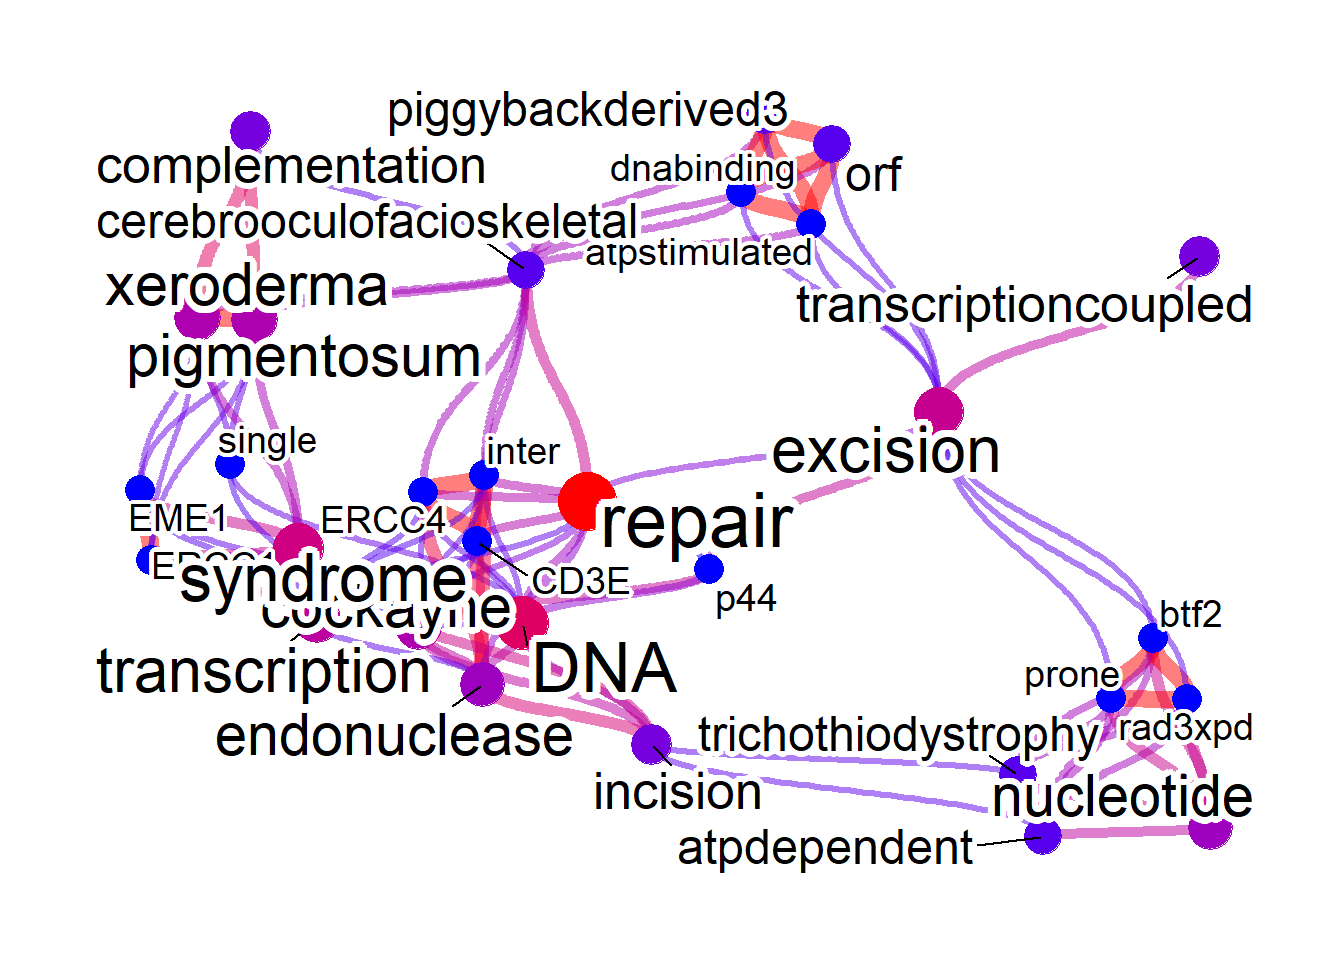 piggybackderived3
complementation
dnabinding
orf
cerebrooculofacioskeletal
atpstimulated
xeroderma
transcriptioncoupled
pigmentosum
single
inter
excision
EME1
ERCC4
repair
ERCC1
syndrome
CD3E
p44
cockayne
btf2
transcription
DNA
prone
endonuclease
trichothiodystrophy
rad3xpd
incision
nucleotide
atpdependent